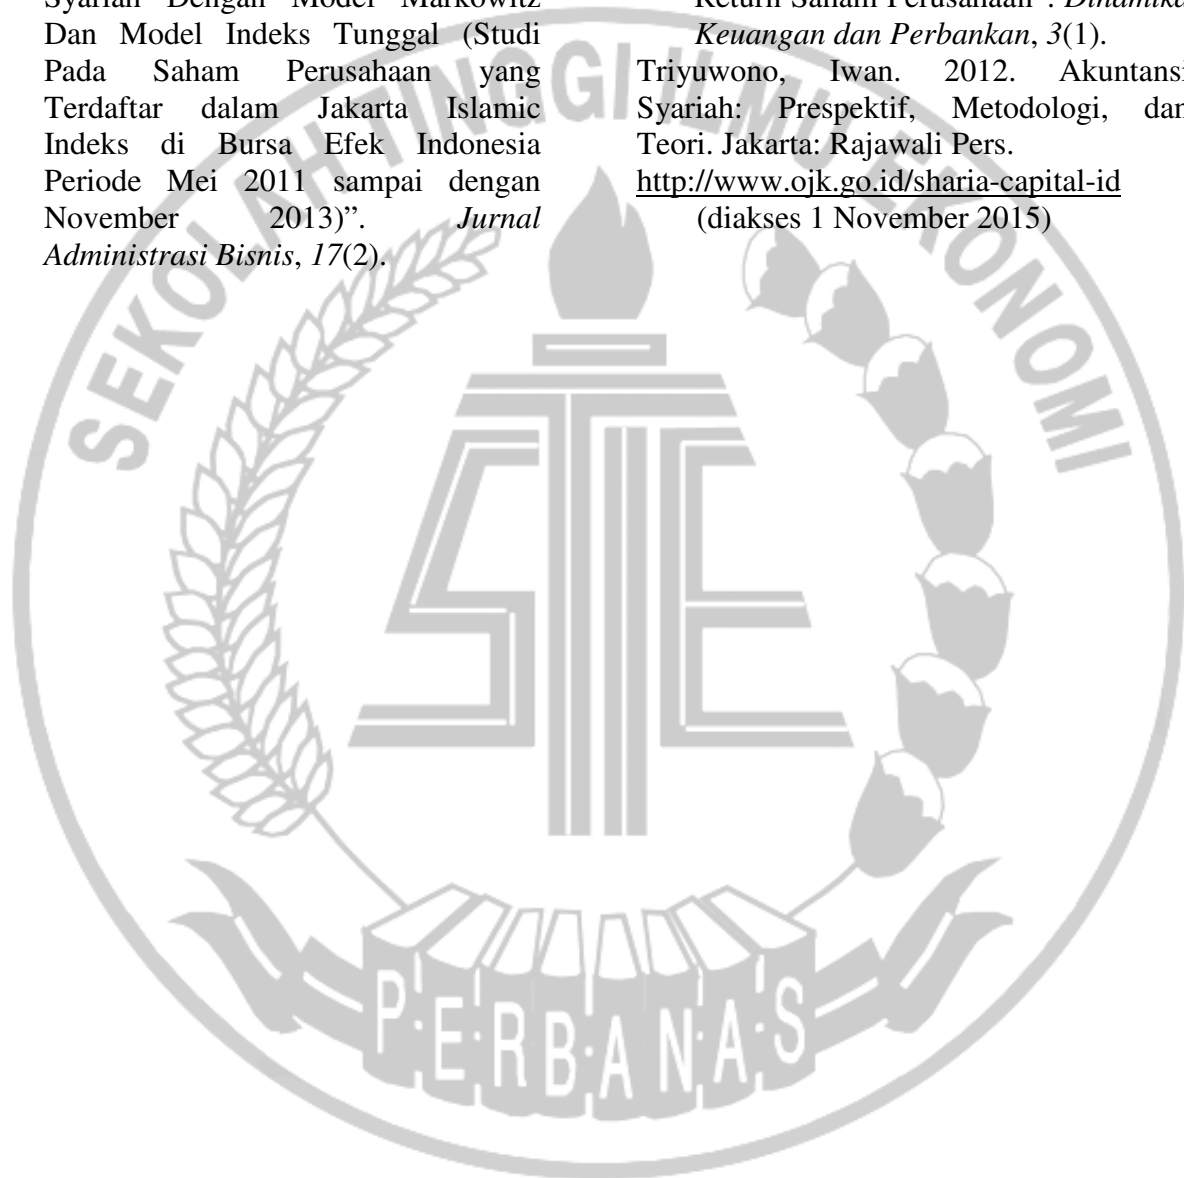 Syariah Dengan Model Markowitz
Dan Model Indeks Tunggal (Studi
Pada Saham Perusahaan yang
Terdaftar dalam Jakarta Islamic
Indeks di Bursa Efek Indonesia
Periode Mei 2011 sampai dengan
November 2013)”. Jurnal
Administrasi Bisnis, 17(2).
Return Saham Perusahaan”. Dinamika
Keuangan dan Perbankan, 3(1).
Triyuwono, Iwan. 2012. Akuntansi
Syariah: Prespektif, Metodologi, dan
Teori. Jakarta: Rajawali Pers.
http://www.ojk.go.id/sharia-capital-id
(diakses 1 November 2015)
SEKOLAH TINGGI ILMU EKONOMI
STIE
P·E·R·B·A·N·A·S